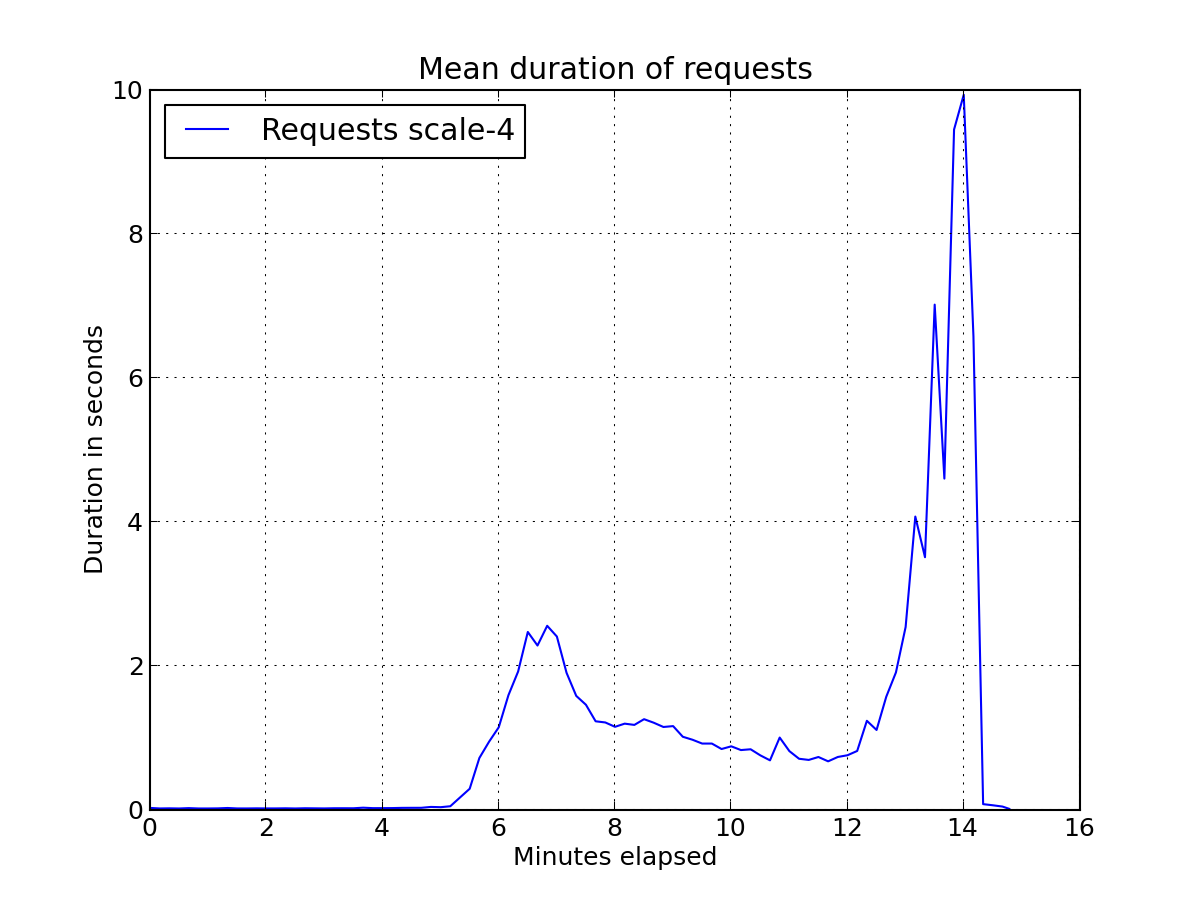 Mean duration of requests
Requests scale-4
Duration in seconds
10
8
6
4
2
0
0 2 4 6 8 10 12 14 16
Minutes elapsed